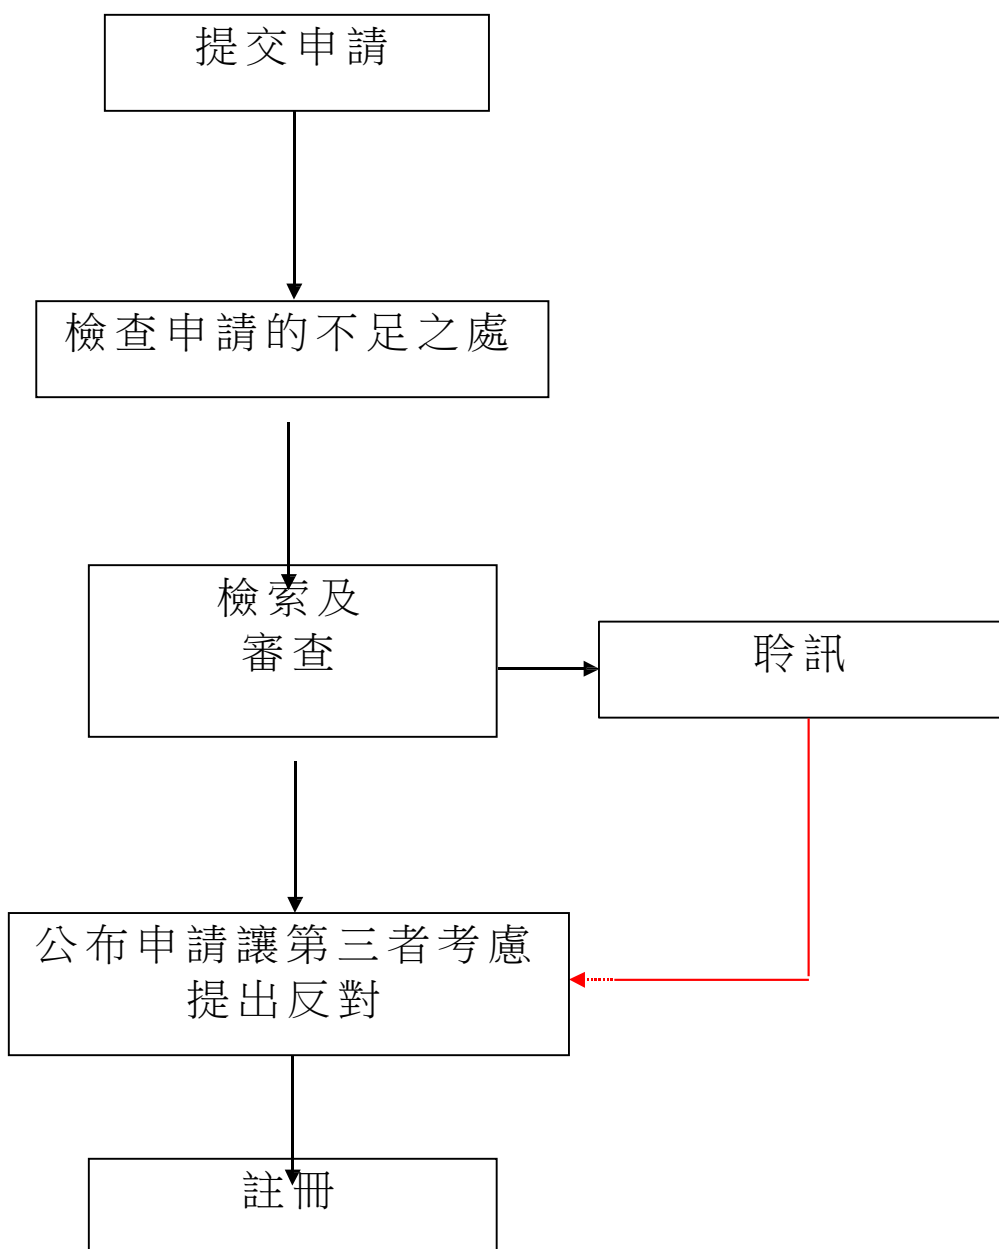 提交申請
檢查申請的不足之處
檢索及
審查
聆訊
公布申請讓第三者考慮
提出反對
註冊